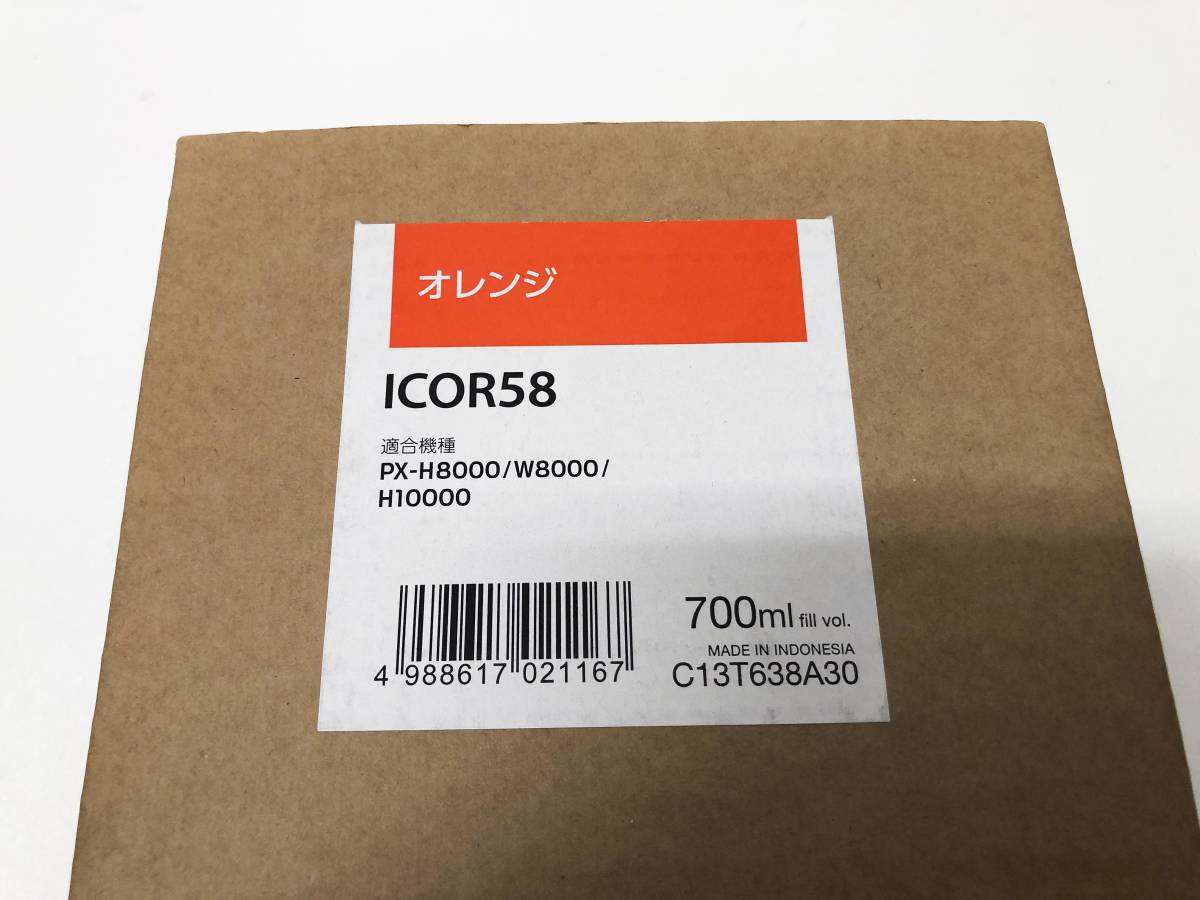 オレンジ
ICOR58
適合機種
PX-H8000/W8000/
H10000
700ml fill vol.
MADE IN INDONESIA
C13T638A30
4 988617 021167